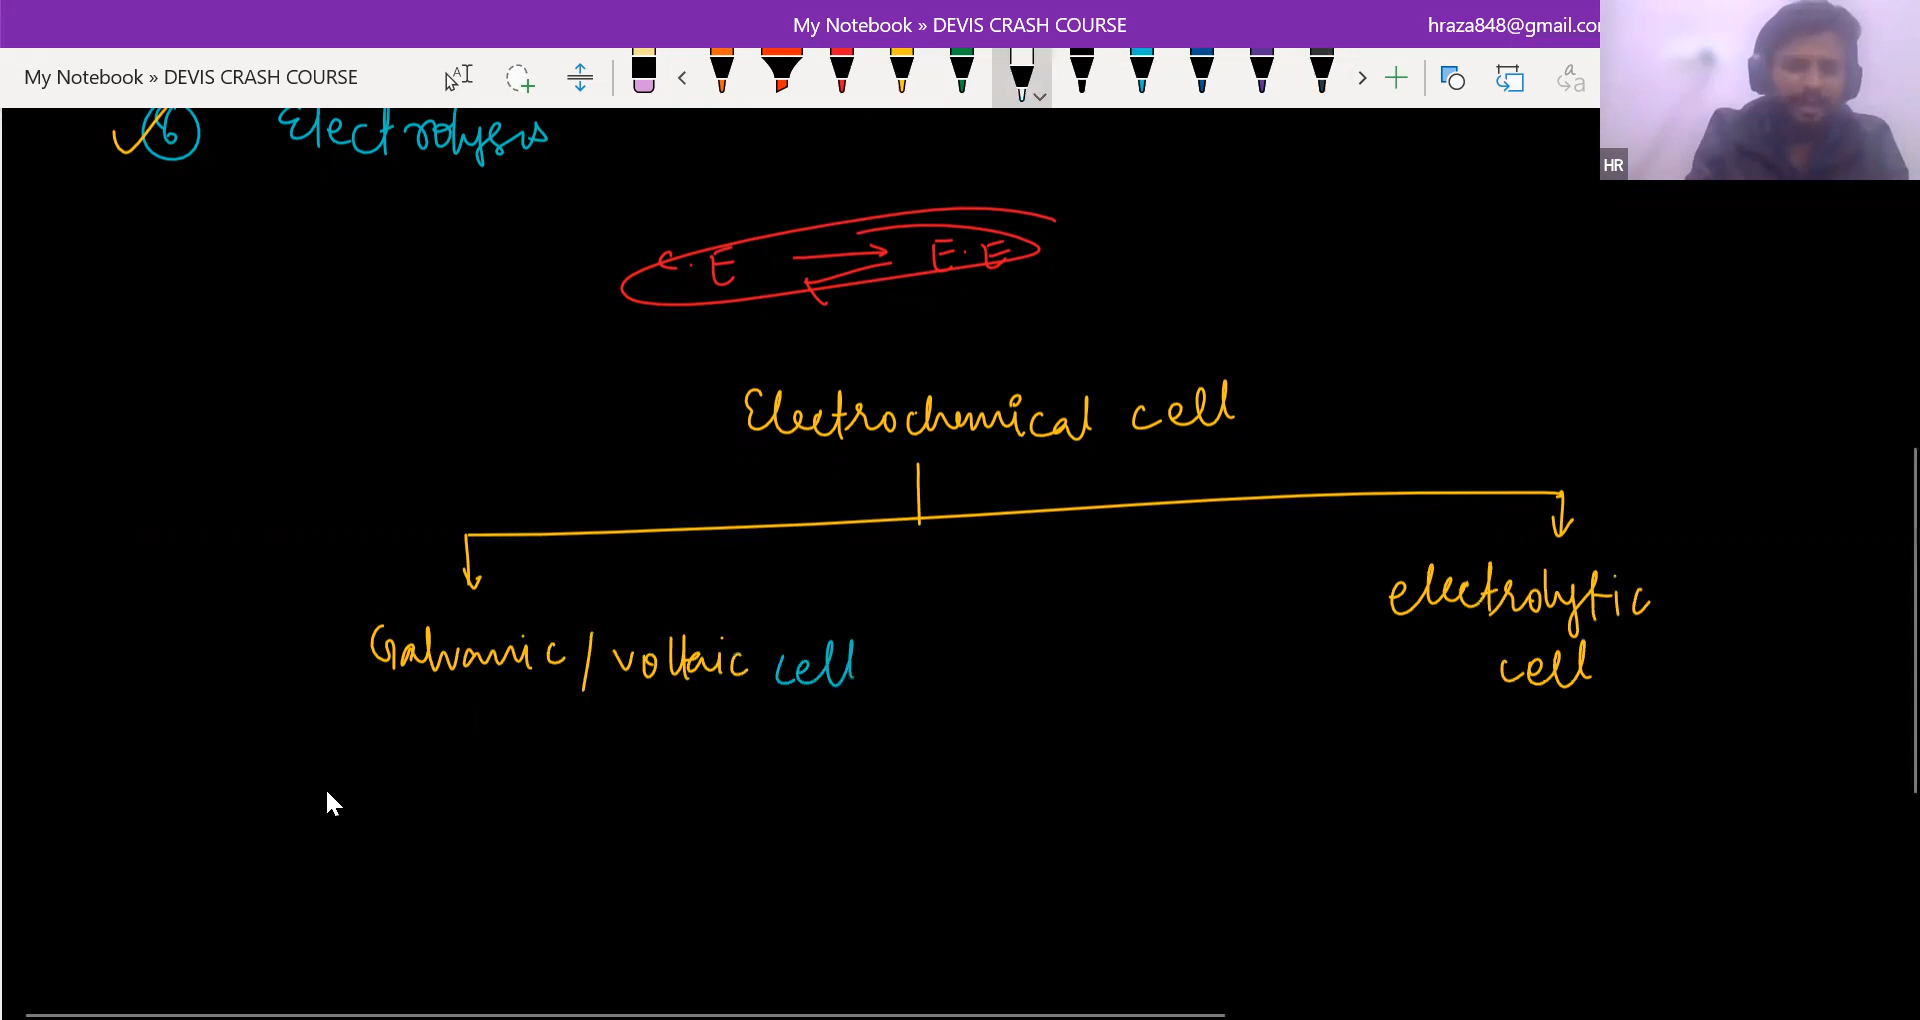 My Notebook » DEVIS CRASH COURSE
hraza848@gmail.co
My Notebook » DEVIS CRASH COURSE
HR
6 Electrolysis
C.E → E.E
Electrochemical cell
Galvanic / voltaic cell
electrolytic
cell